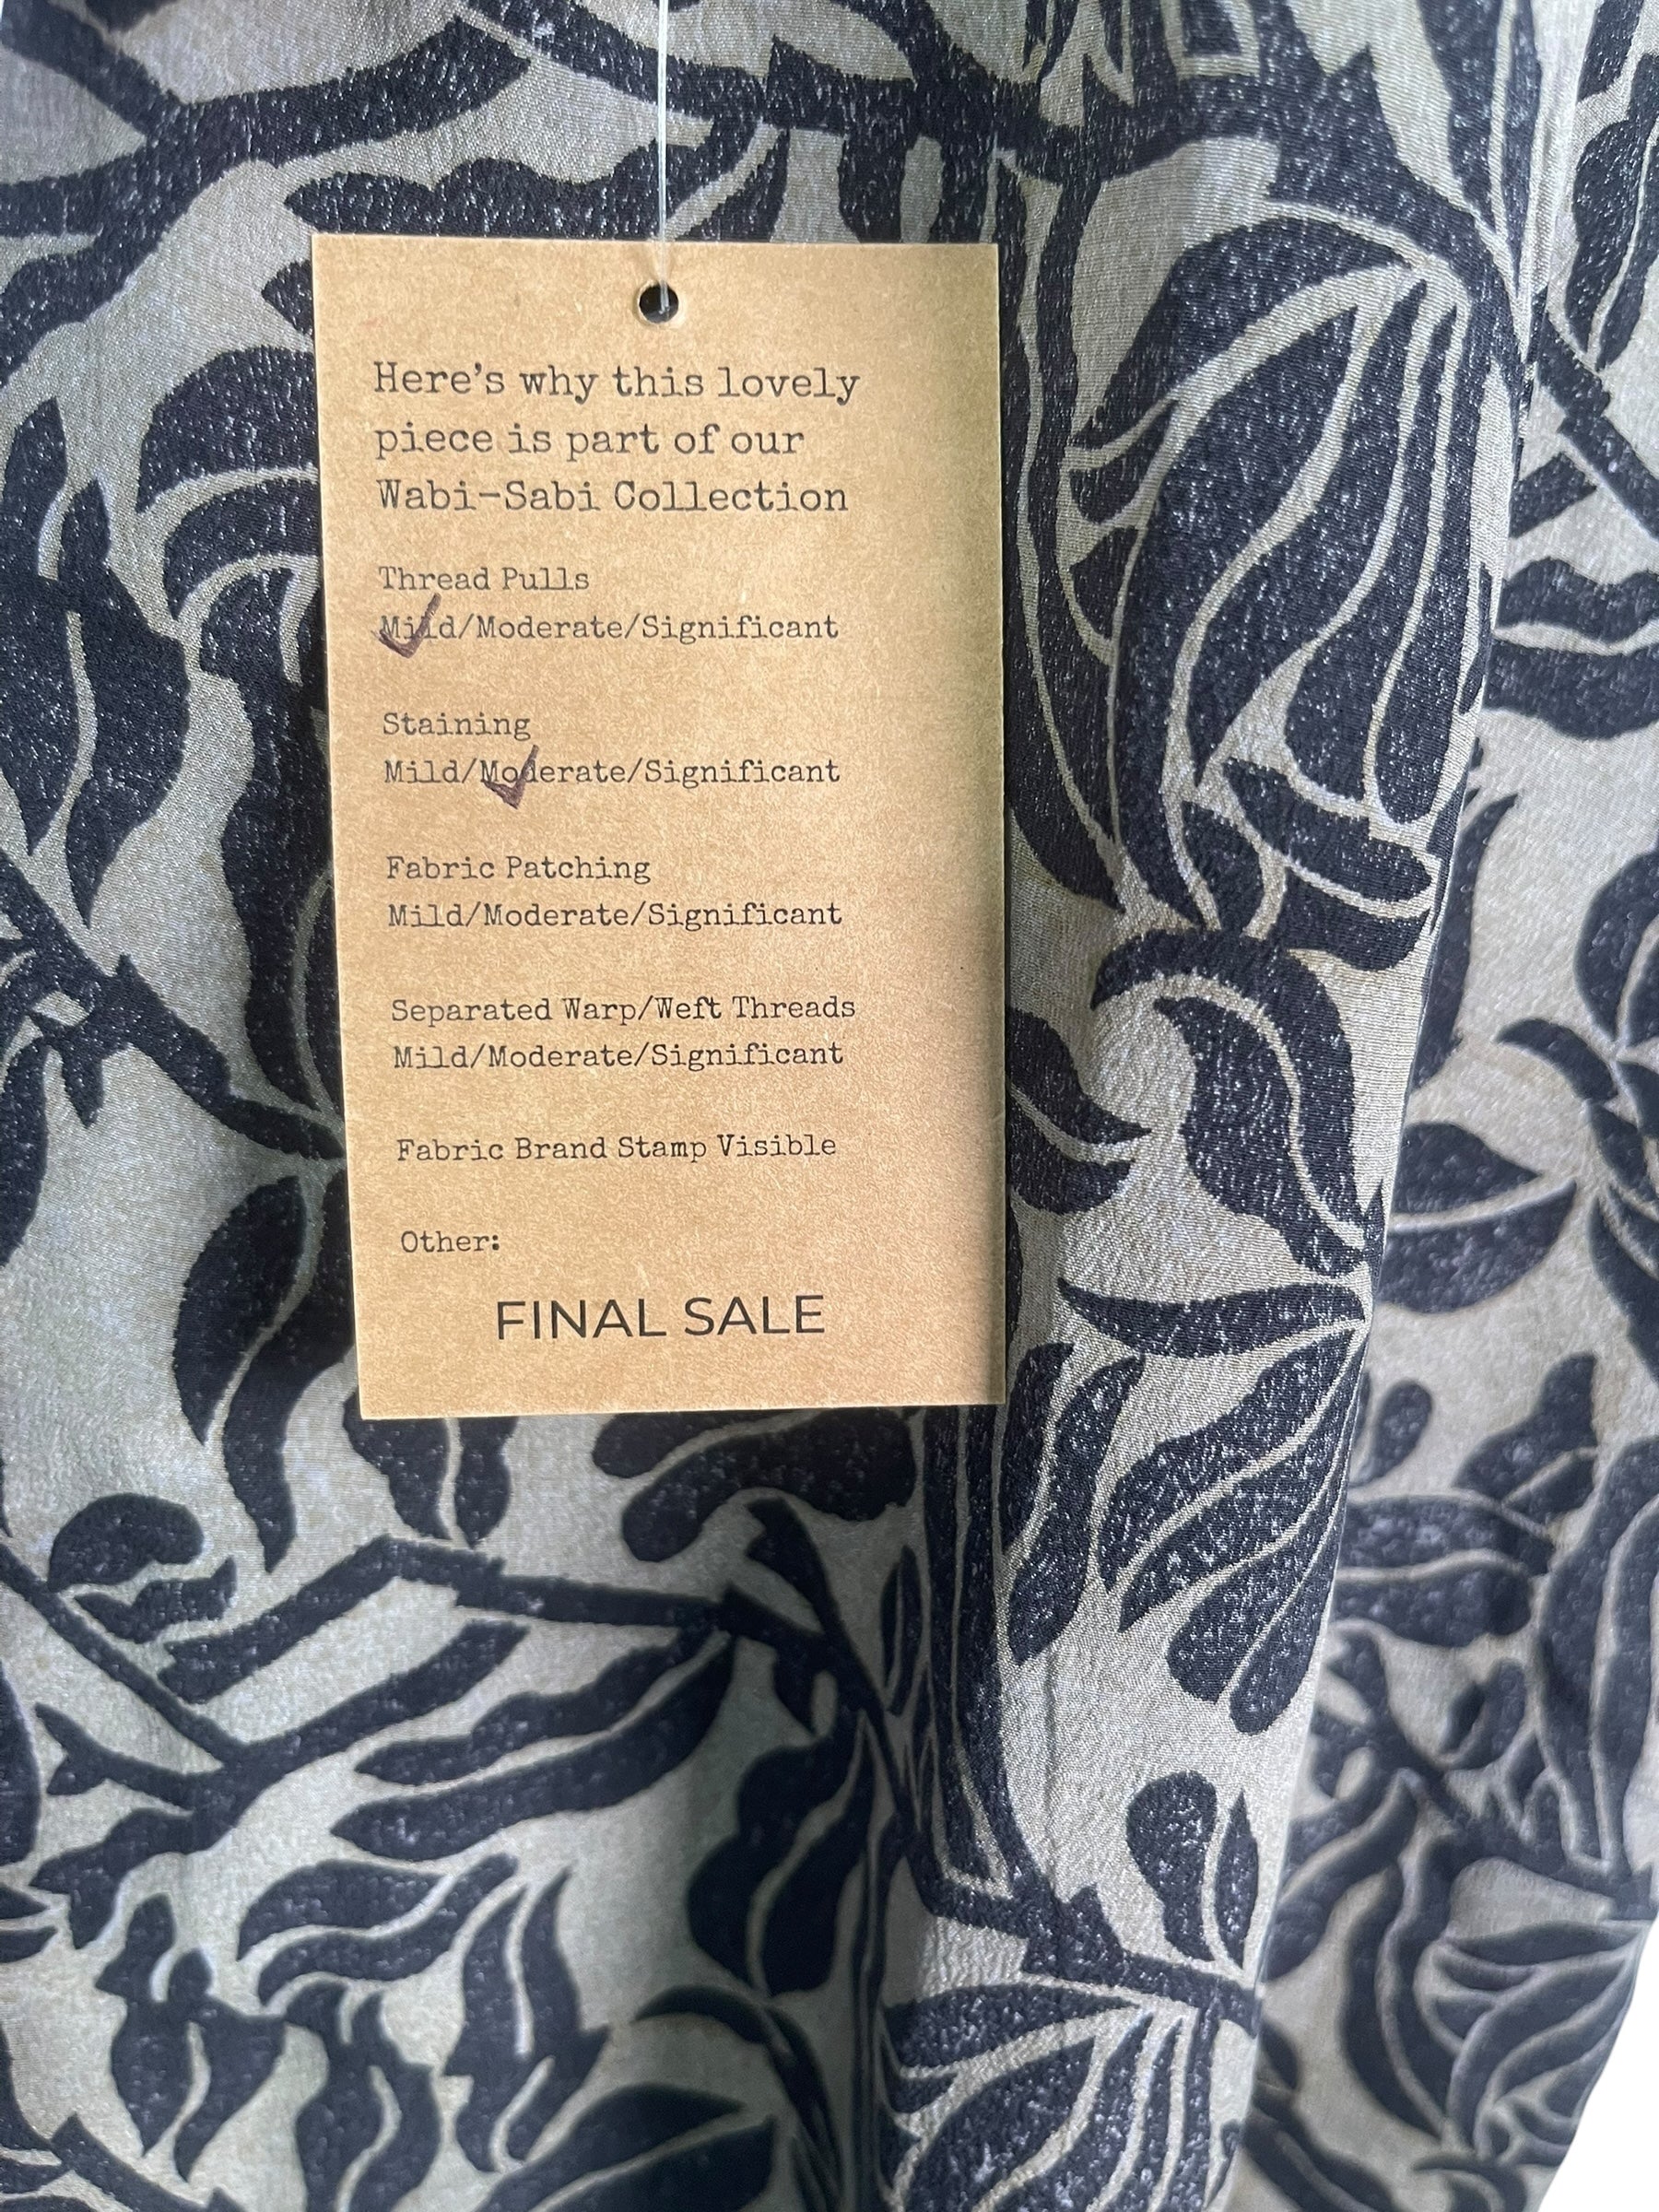 Here's why this lovely
piece is part of our
Wabi-Sabi Collection
Thread Pulls
Mild/Moderate/Significant
Staining
Mild/Moderate/Significant
Fabric Patching
Mild/Moderate/Significant
Separated Warp/Weft Threads
Mild/Moderate/Significant
Fabric Brand Stamp Visible
Other:
FINAL SALE